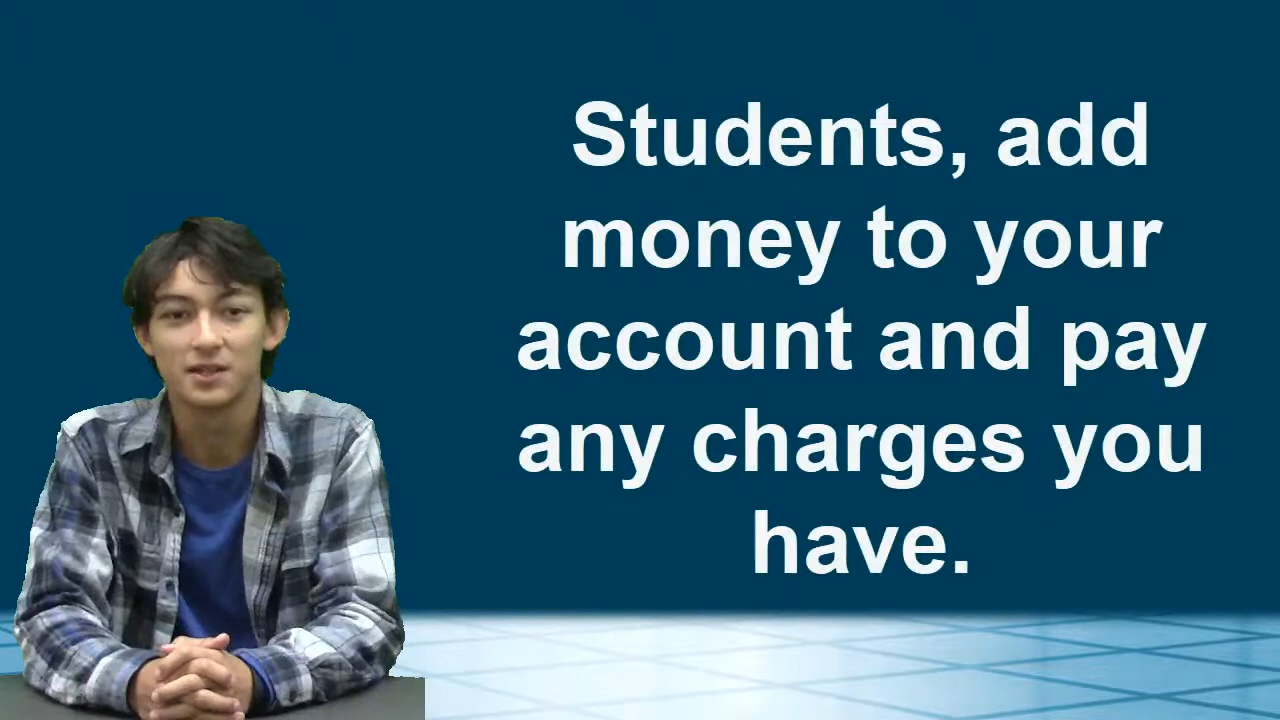 Students, add
money to your
account and pay
any charges you
have.